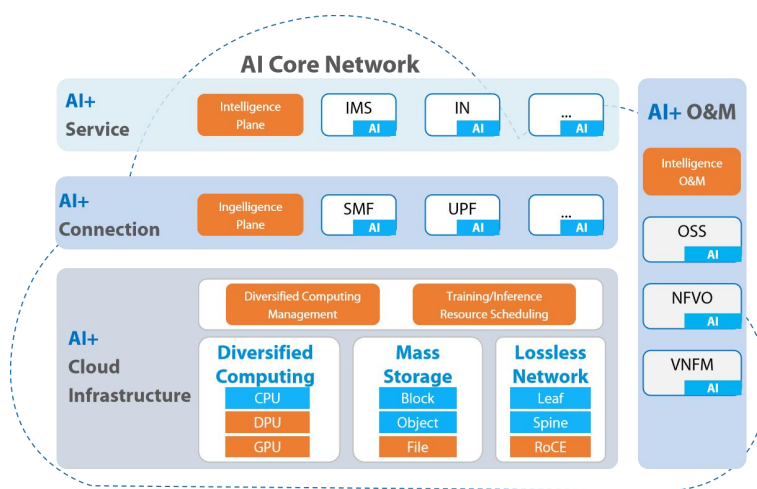 AI Core Network
AI+
Service
Intelligence
Plane
IMS
AI
IN
AI
...
AI
AI+
Connection
Ingelligence
Plane
SMF
AI
UPF
AI
...
AI
AI+
Cloud
Infrastructure
Diversified Computing
Management
Training/Inference
Resource Scheduling
Diversified
Computing
CPU
DPU
GPU
Mass
Storage
Block
Object
File
Lossless
Network
Leaf
Spine
RoCE
AI+ O&M
Intelligence
O&M
OSS
AI
NFVO
AI
VNFM
AI